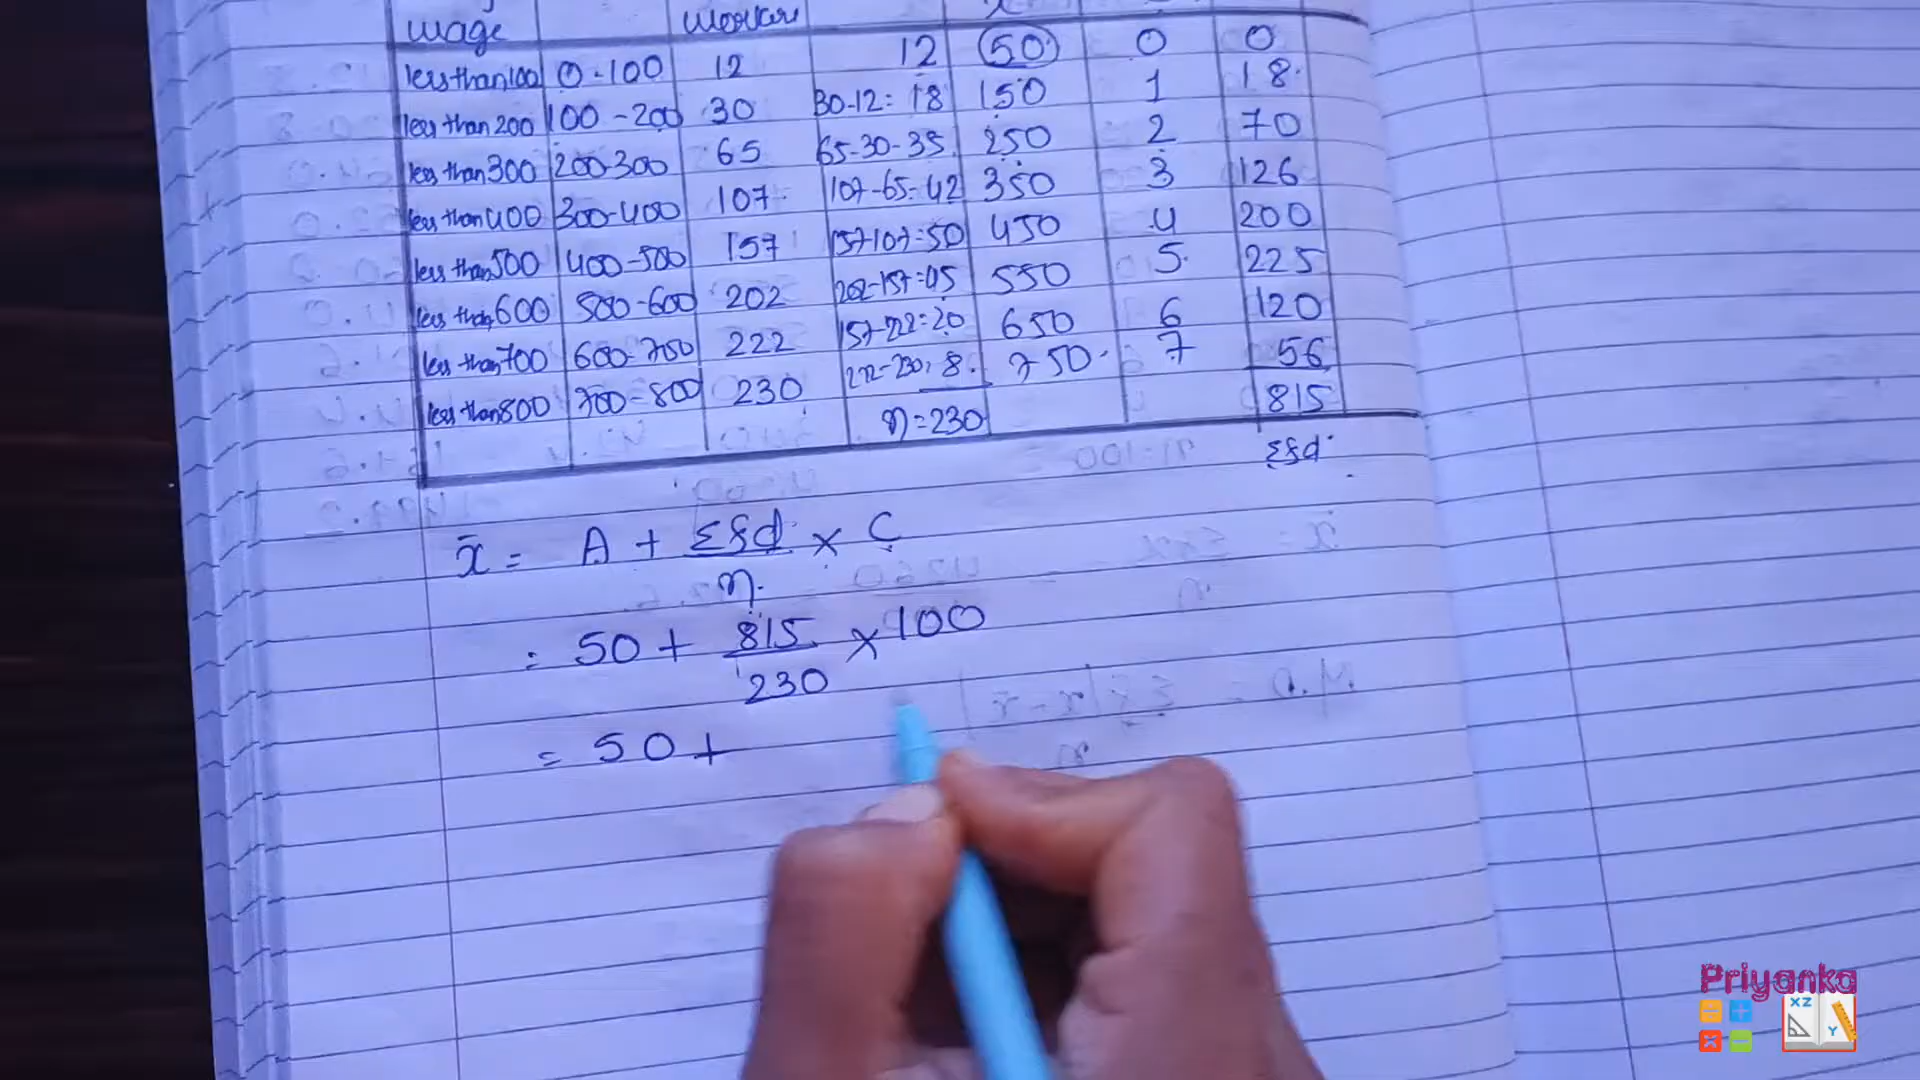 wage worker
less than 100 0-100 12 12 50 0 0
less than 200 100-200 30 30-12= 18 150 1 18
less than 300 200-300 65 65-30-35 250 2 70
less than 400 300-400 107 107-65=42 350 3 126
less than 500 400-500 157 157-107=50 450 4 200
less than 600 500-600 202 202-157=45 550 5 225
less than 700 600-700 222 157-222=20 650 6 120
less than 800 700-800 230 222-230, 8 750 7 56
n=230 815
Σfd
x̄ = A + Σfd/n × C
= 50 + 815/230 × 100
= 50 +
Priyanka
XZ
Y